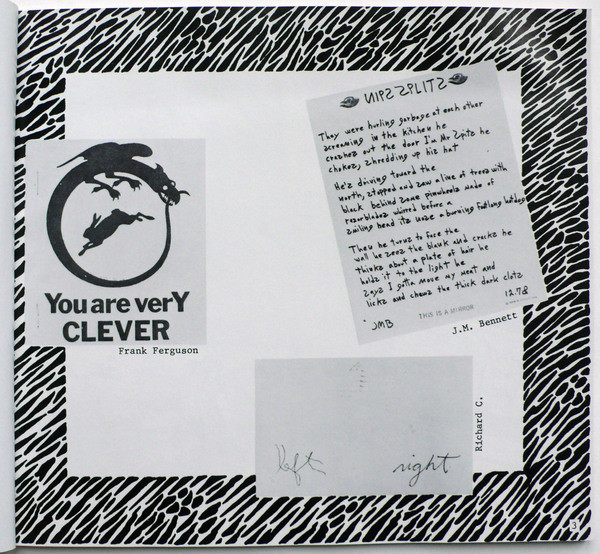 You are verY
CLEVER
Frank Ferguson
NIPS SPLITS
They were hurling garbage at each other
screaming in the kitchen he
crashes out the door I'm Mr Spitz he
chokes, shredding up his hat
He's driving toward the
north, stopped and saw a line of trees with
black behind some pinwheels made of
razorblades whirred before a
smiling head its nose a burning
Then he turns to face the
wall he sees the blank and cracks he
thinks about a plate of hair he
holds it to the light he
says I gotta move my meat and
licks and chews the thick dark clots
12.78
JMB
THIS IS A MIRROR
J.M. Bennett
left
right
Richard C.
3